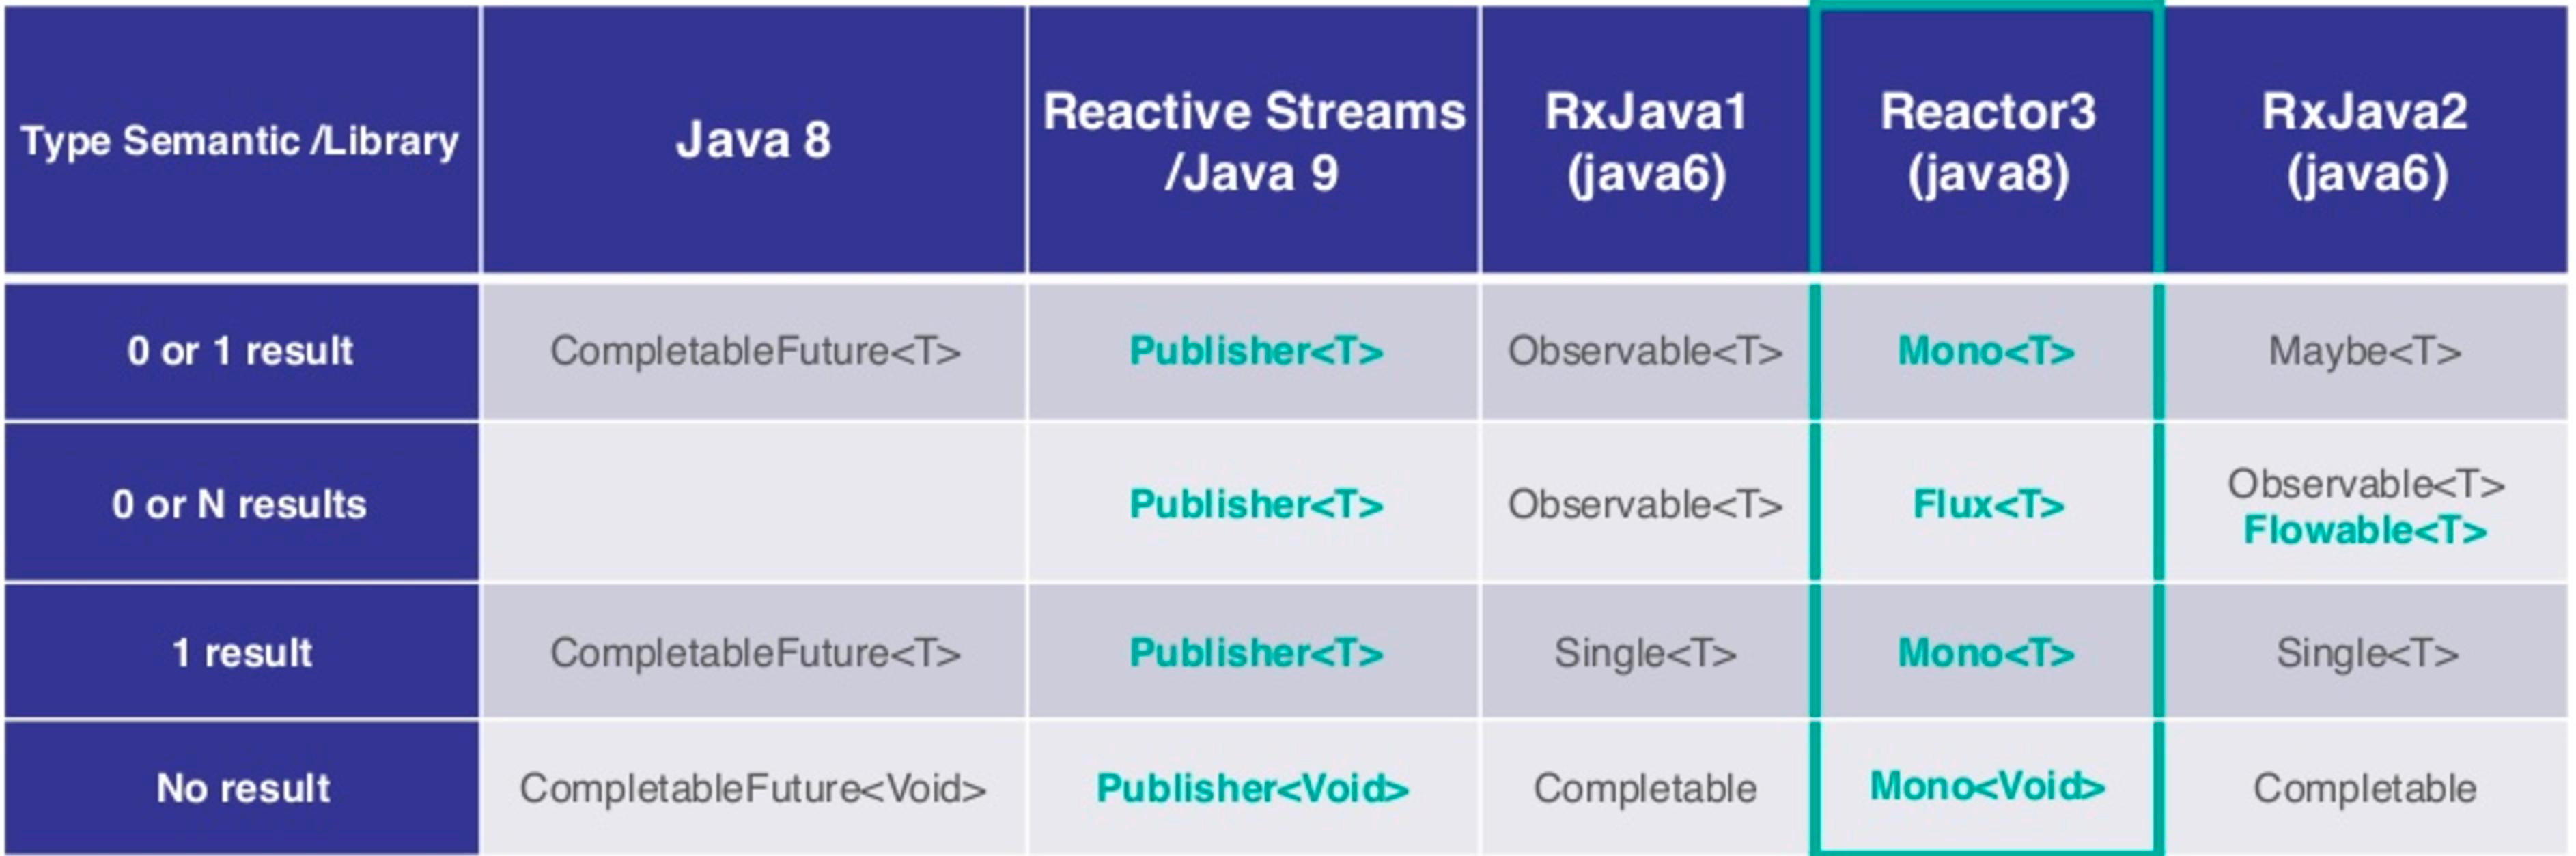 Type Semantic /Library
Java 8
Reactive Streams
/Java 9
RxJava1
(java6)
Reactor3
(java8)
RxJava2
(java6)
0 or 1 result
CompletableFuture<T>
Publisher<T>
Observable<T>
Mono<T>
Maybe<T>
0 or N results
Publisher<T>
Observable<T>
Flux<T>
Observable<T>
Flowable<T>
1 result
CompletableFuture<T>
Publisher<T>
Single<T>
Mono<T>
Single<T>
No result
CompletableFuture<Void>
Publisher<Void>
Completable
Mono<Void>
Completable